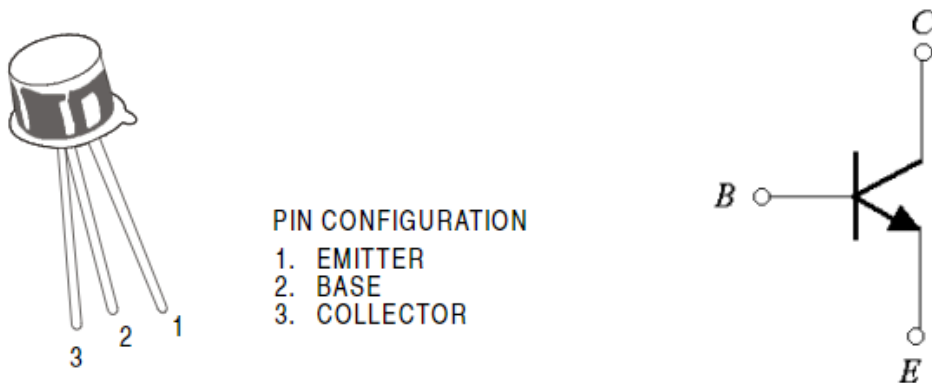 PIN CONFIGURATION
1. EMITTER
2. BASE
3. COLLECTOR
3
2
1
C
B
E